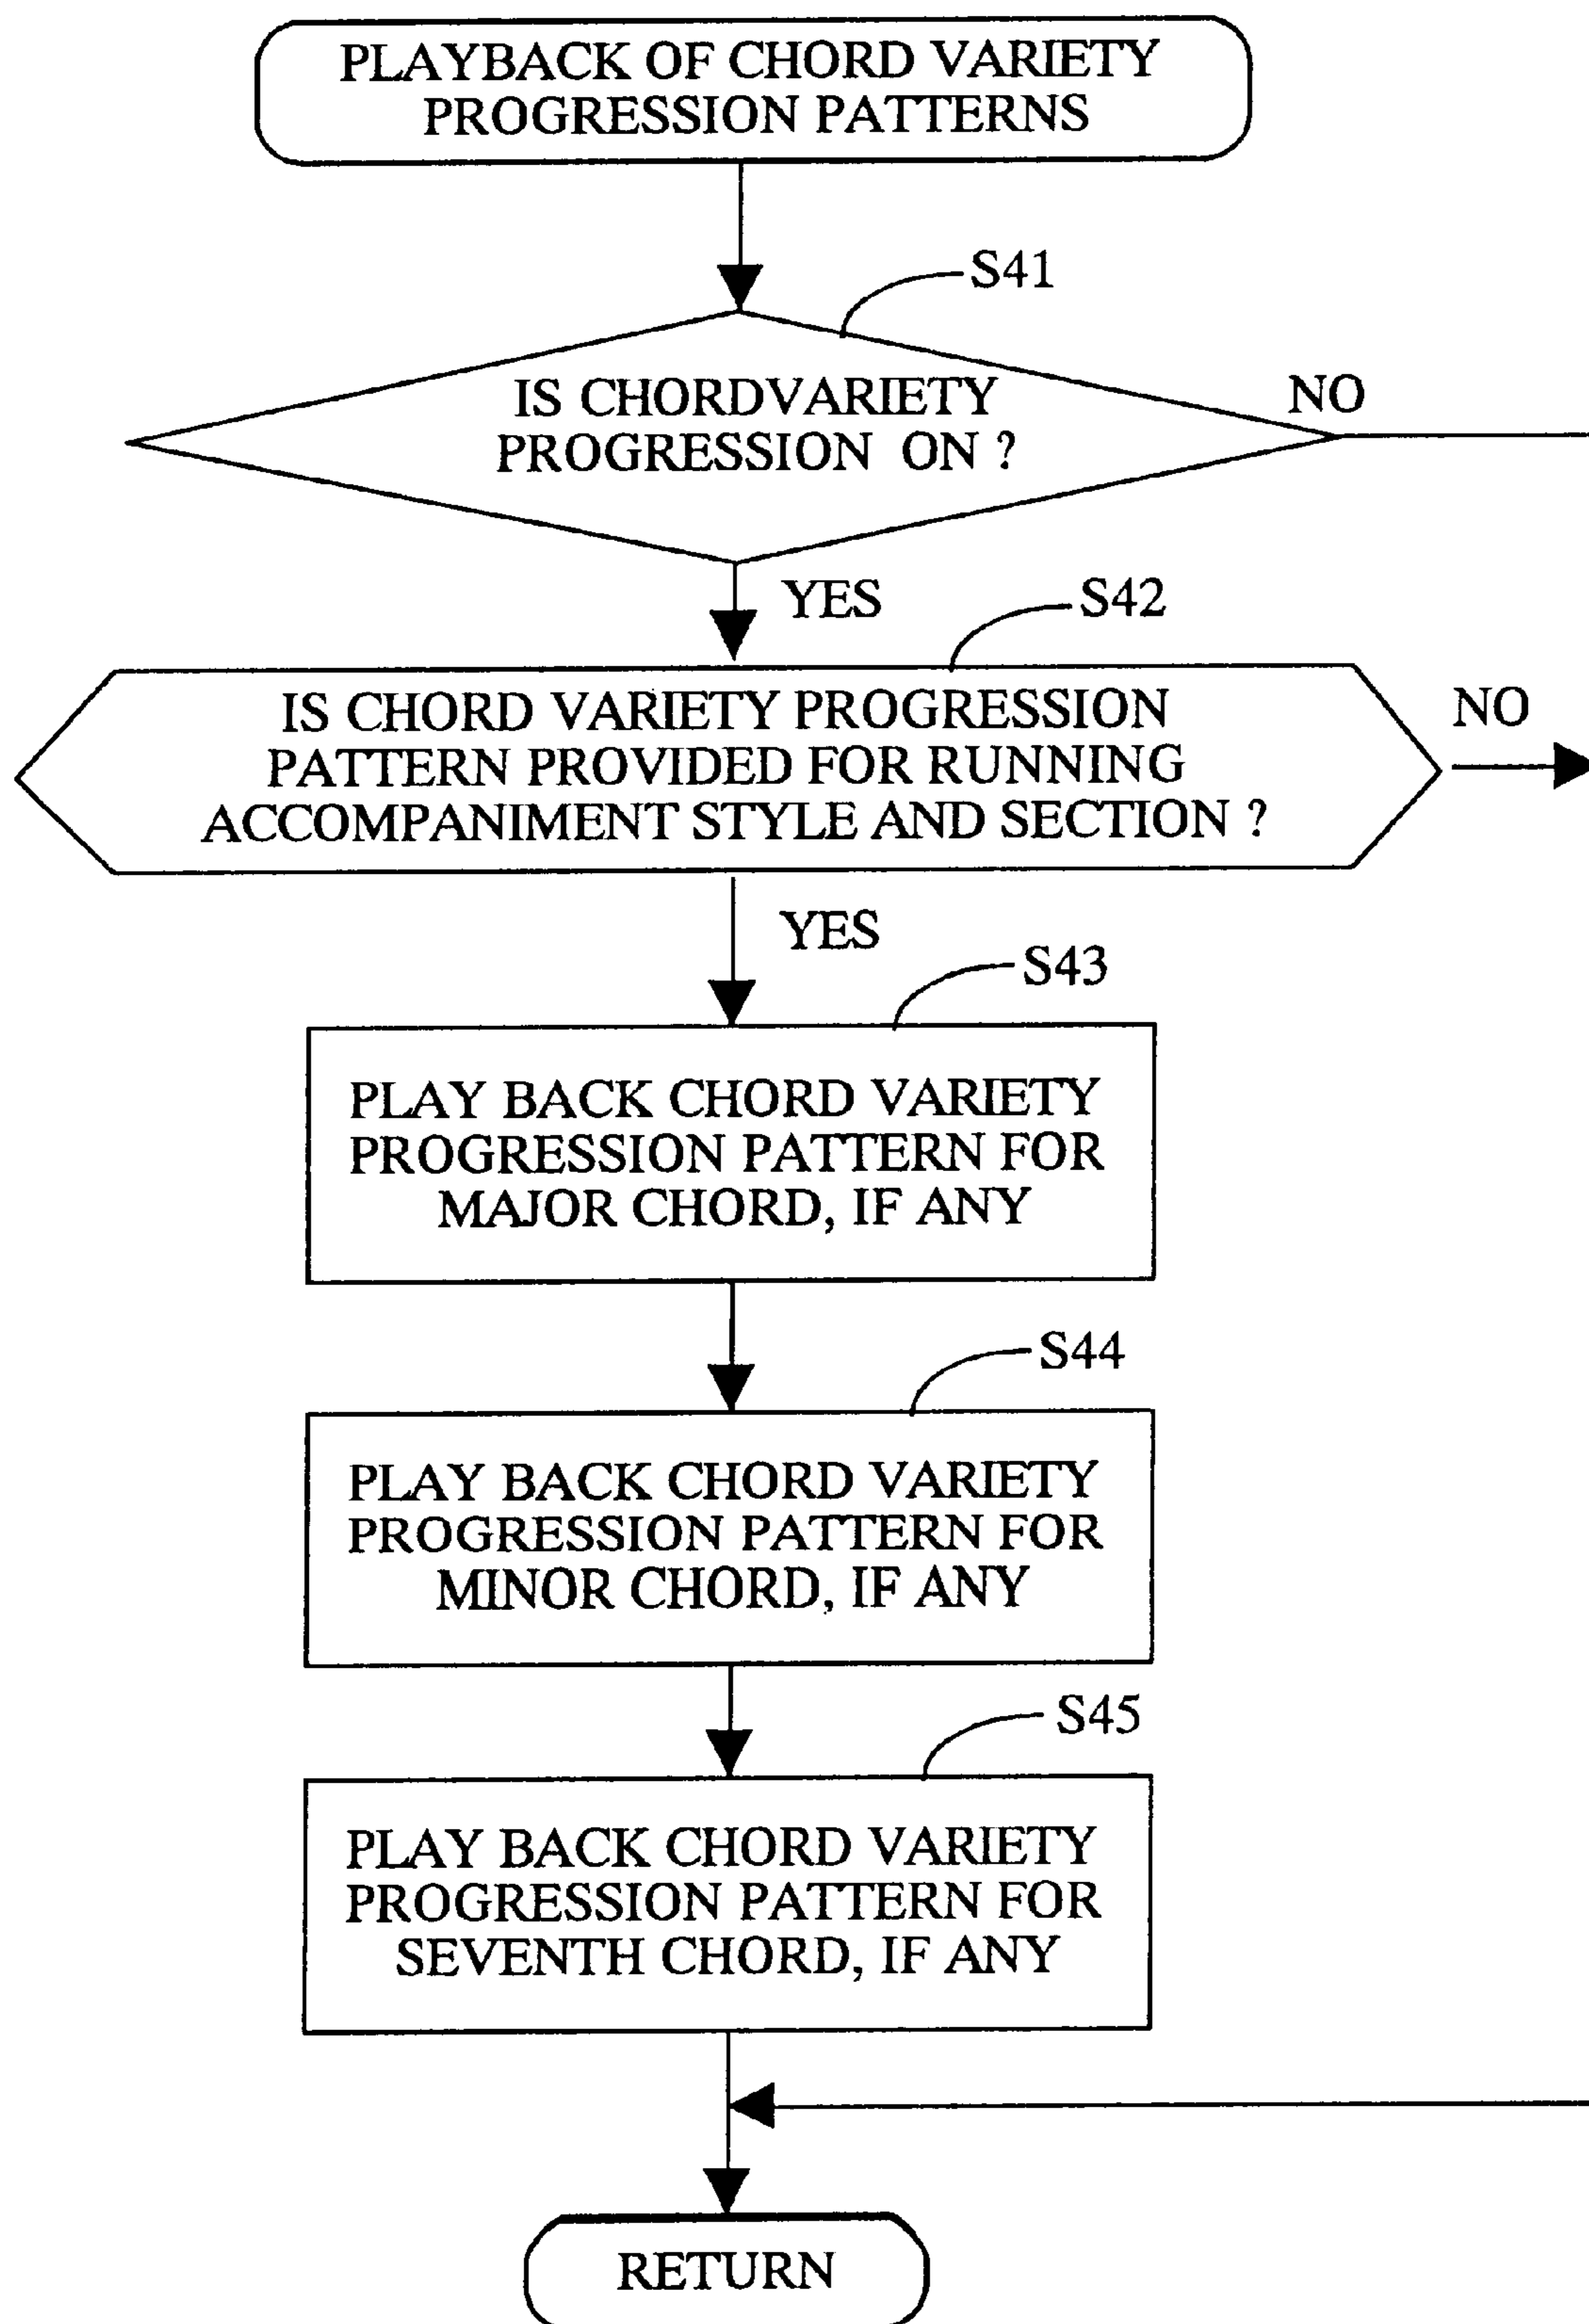 PLAYBACK OF CHORD VARIETY
PROGRESSION PATTERNS
S41
IS CHORDVARIETY
PROGRESSION ON ?
NO
YES
S42
IS CHORD VARIETY PROGRESSION
PATTERN PROVIDED FOR RUNNING
ACCOMPANIMENT STYLE AND SECTION ?
NO
YES
S43
PLAY BACK CHORD VARIETY
PROGRESSION PATTERN FOR
MAJOR CHORD, IF ANY
S44
PLAY BACK CHORD VARIETY
PROGRESSION PATTERN FOR
MINOR CHORD, IF ANY
S45
PLAY BACK CHORD VARIETY
PROGRESSION PATTERN FOR
SEVENTH CHORD, IF ANY
RETURN